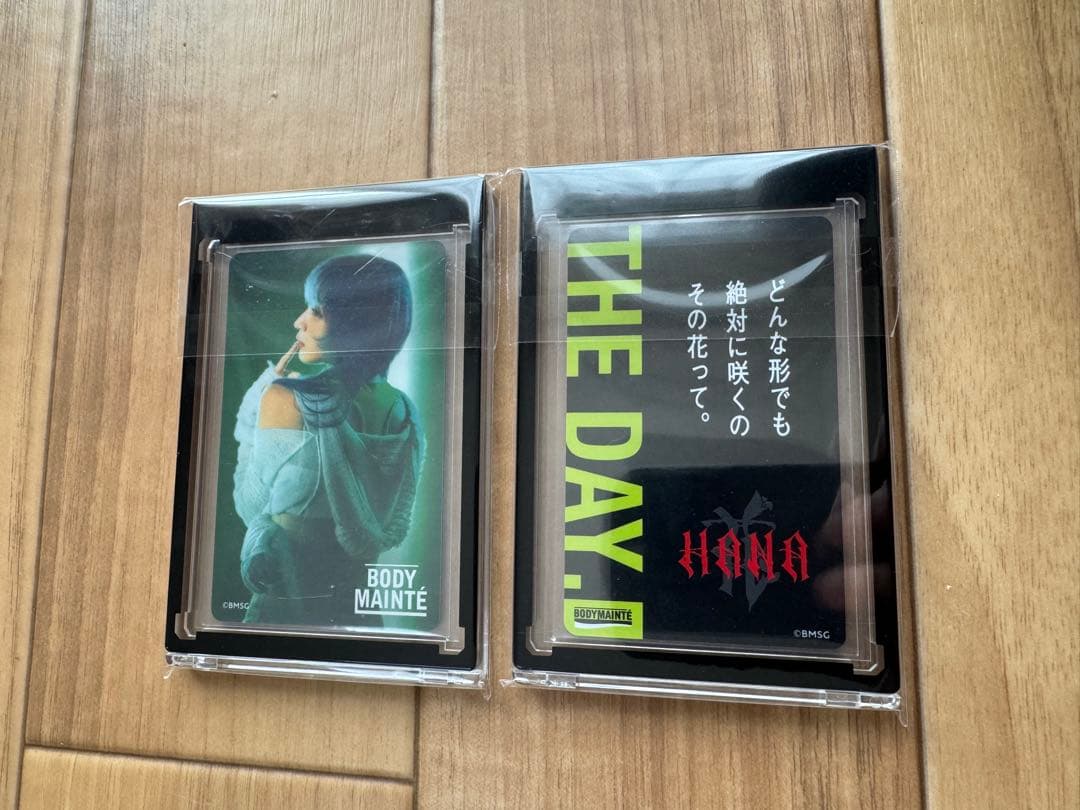 BODY
MAINTÉ
©BMSG
THE DAY.
どんな形でも
絶対に咲くの
その花って。
花
HANA
BODYMAINTÉ
©BMSG